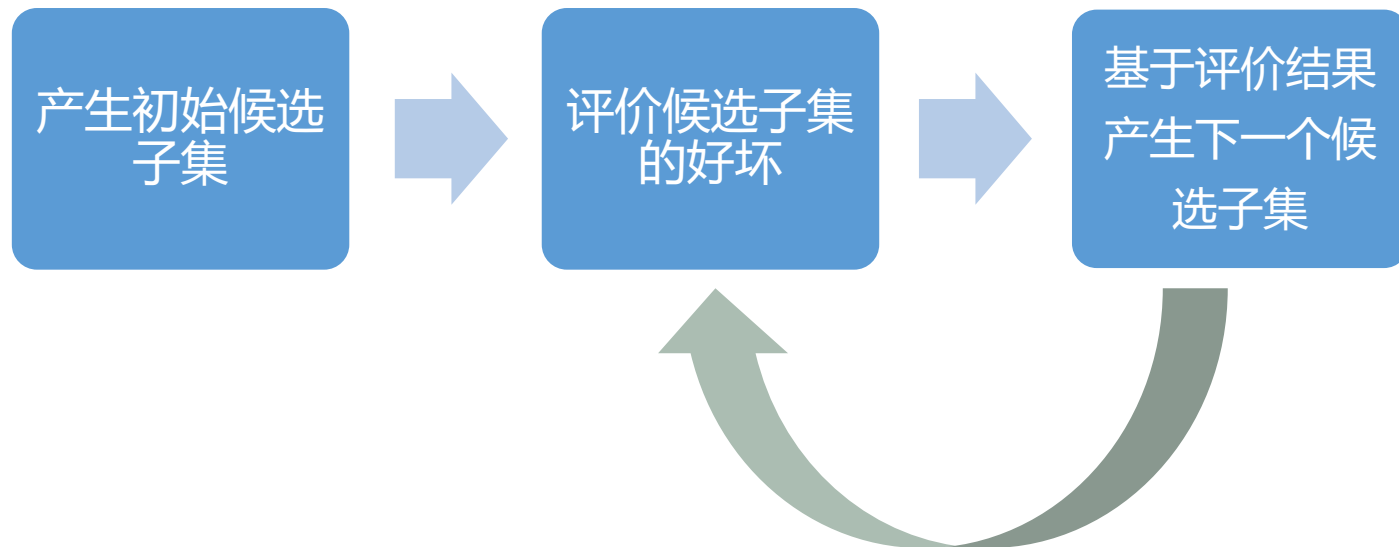 产生初始候选
子集
评价候选子集
的好坏
基于评价结果
产生下一个候
选子集